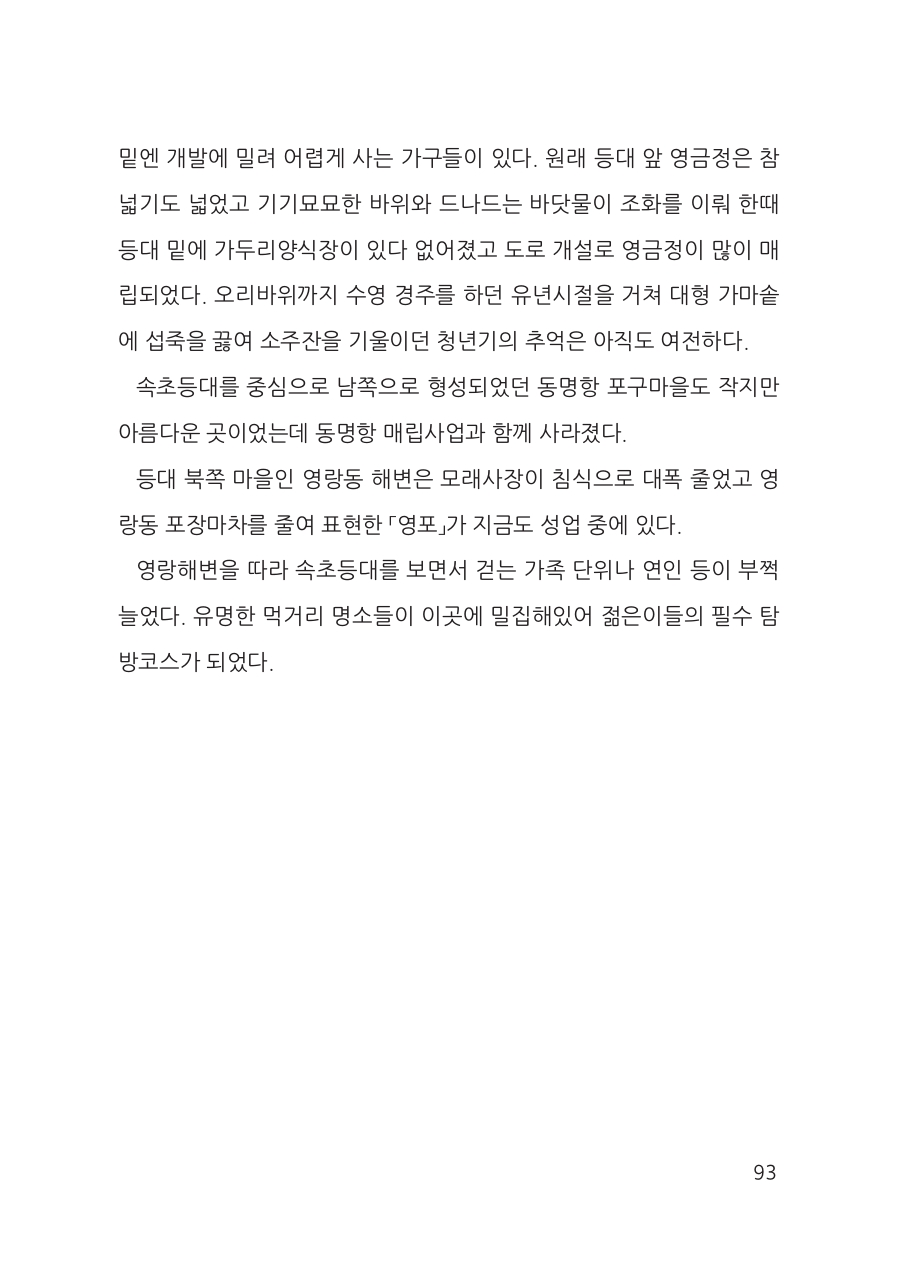 밑엔 개발에 밀려 어렵게 사는 가구들이 있다. 원래 등대 앞 영금정은 참
넓기도 넓었고 기기묘묘한 바위와 드나드는 바닷물이 조화를 이뤄 한때
등대 밑에 가두리양식장이 있다 없어졌고 도로 개설로 영금정이 많이 매
립되었다. 오리바위까지 수영 경주를 하던 유년시절을 거쳐 대형 가마솥
에 섭죽을 끓여 소주잔을 기울이던 청년기의 추억은 아직도 여전하다.
속초등대를 중심으로 남쪽으로 형성되었던 동명항 포구마을도 작지만
아름다운 곳이었는데 동명항 매립사업과 함께 사라졌다.
등대 북쪽 마을인 영랑동 해변은 모래사장이 침식으로 대폭 줄었고 영
랑동 포장마차를 줄여 표현한 「영포」가 지금도 성업 중에 있다.
영랑해변을 따라 속초등대를 보면서 걷는 가족 단위나 연인 등이 부쩍
늘었다. 유명한 먹거리 명소들이 이곳에 밀집해있어 젊은이들의 필수 탐
방코스가 되었다.
93